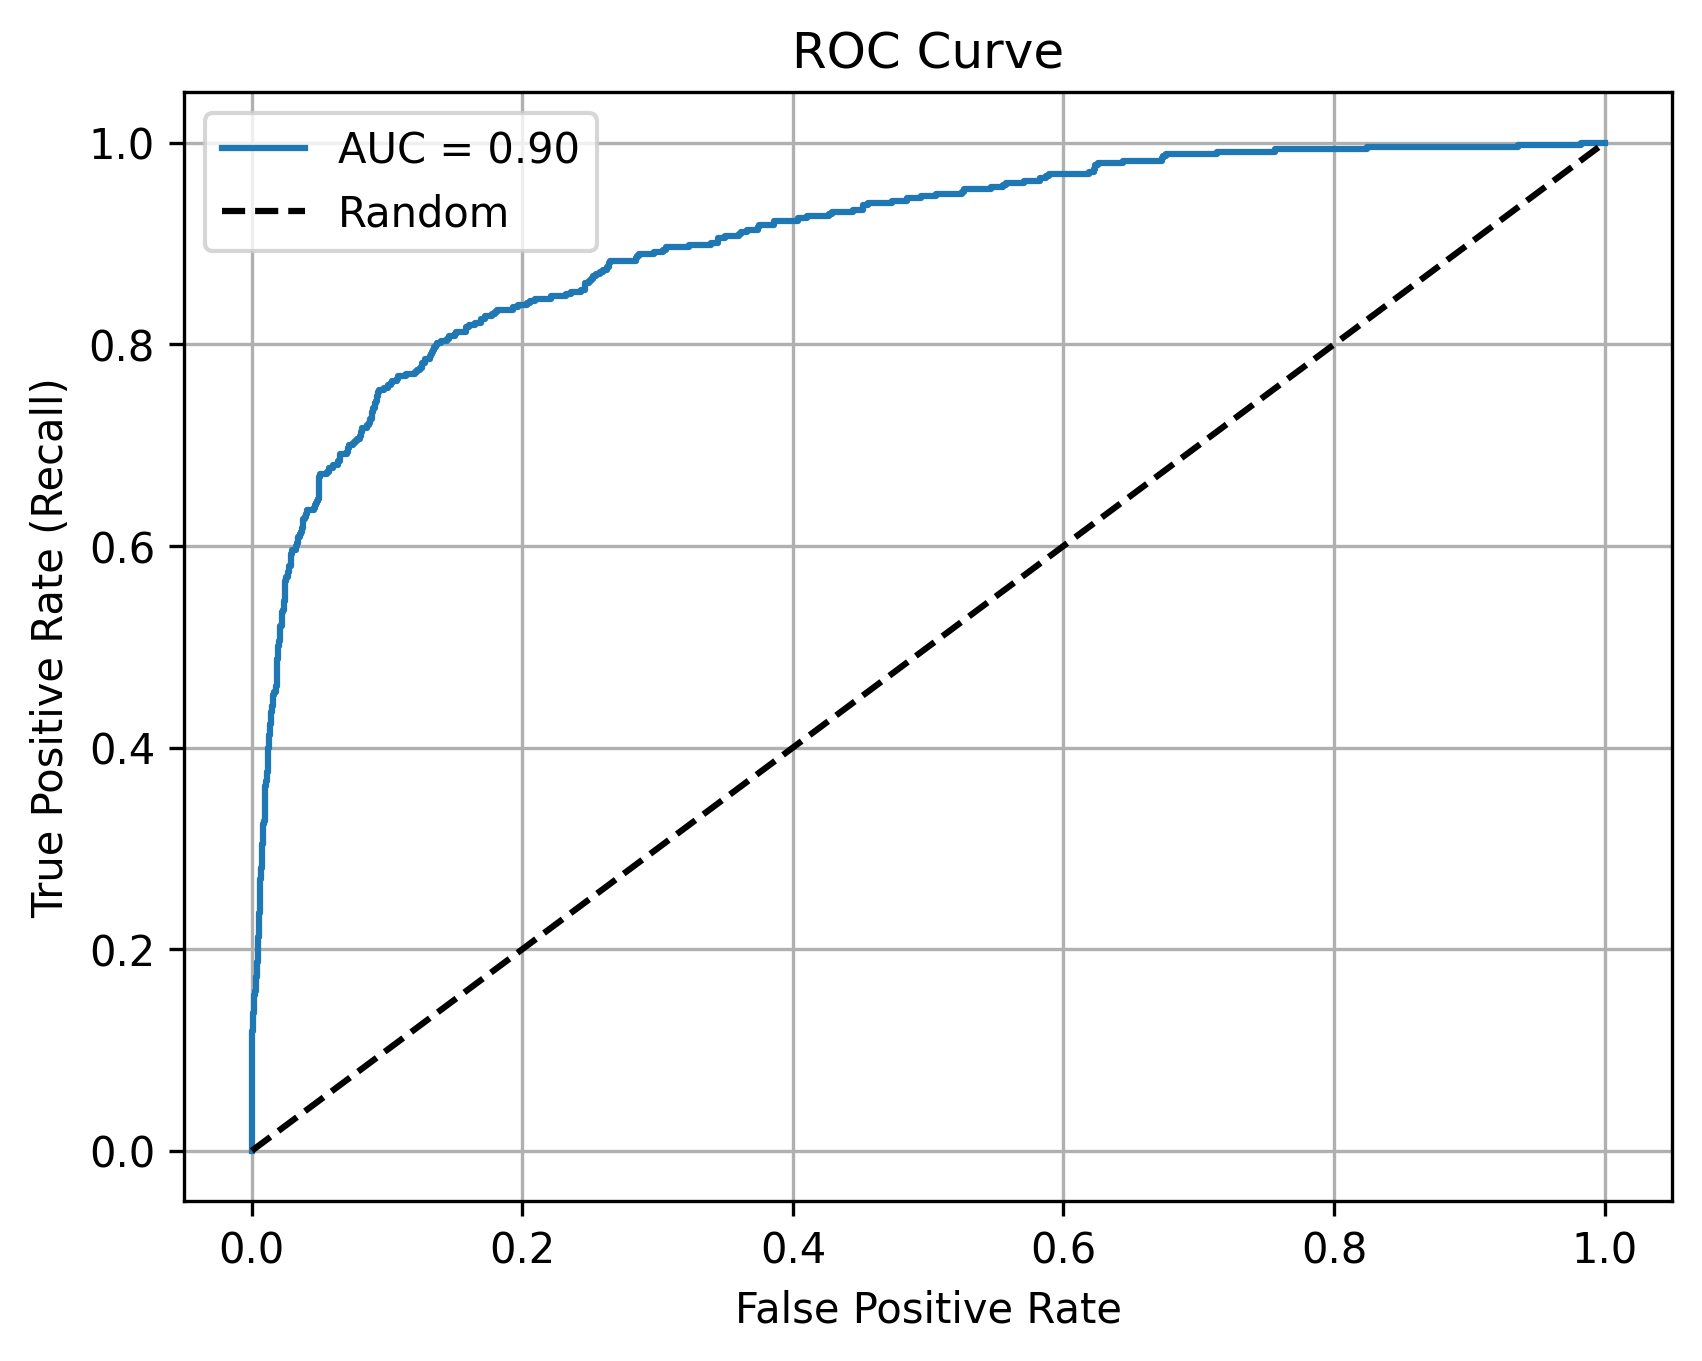 ROC Curve
AUC = 0.90
Random
True Positive Rate (Recall)
1.0
0.8
0.6
0.4
0.2
0.0
0.0 0.2 0.4 0.6 0.8 1.0
False Positive Rate